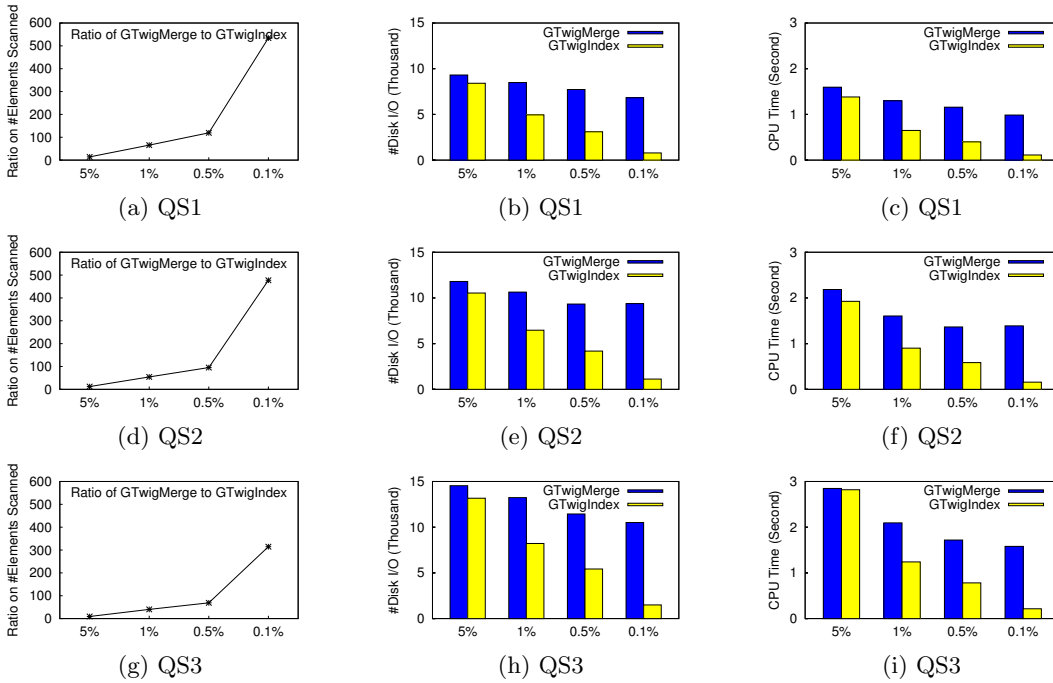 600
500
400
300
200
100
0
Ratio on #Elements Scanned
Ratio of GTwigMerge to GTwigIndex
5% 1% 0.5% 0.1%
(a) QS1
15
10
5
0
#Disk I/O (Thousand)
GTwigMerge
GTwigIndex
5% 1% 0.5% 0.1%
(b) QS1
3
2
1
0
CPU Time (Second)
GTwigMerge
GTwigIndex
5% 1% 0.5% 0.1%
(c) QS1
600
500
400
300
200
100
0
Ratio on #Elements Scanned
Ratio of GTwigMerge to GTwigIndex
5% 1% 0.5% 0.1%
(d) QS2
15
10
5
0
#Disk I/O (Thousand)
GTwigMerge
GTwigIndex
5% 1% 0.5% 0.1%
(e) QS2
3
2
1
0
CPU Time (Second)
GTwigMerge
GTwigIndex
5% 1% 0.5% 0.1%
(f) QS2
600
500
400
300
200
100
0
Ratio on #Elements Scanned
Ratio of GTwigMerge to GTwigIndex
5% 1% 0.5% 0.1%
(g) QS3
15
10
5
0
#Disk I/O (Thousand)
GTwigMerge
GTwigIndex
5% 1% 0.5% 0.1%
(h) QS3
3
2
1
0
CPU Time (Second)
GTwigMerge
GTwigIndex
5% 1% 0.5% 0.1%
(i) QS3